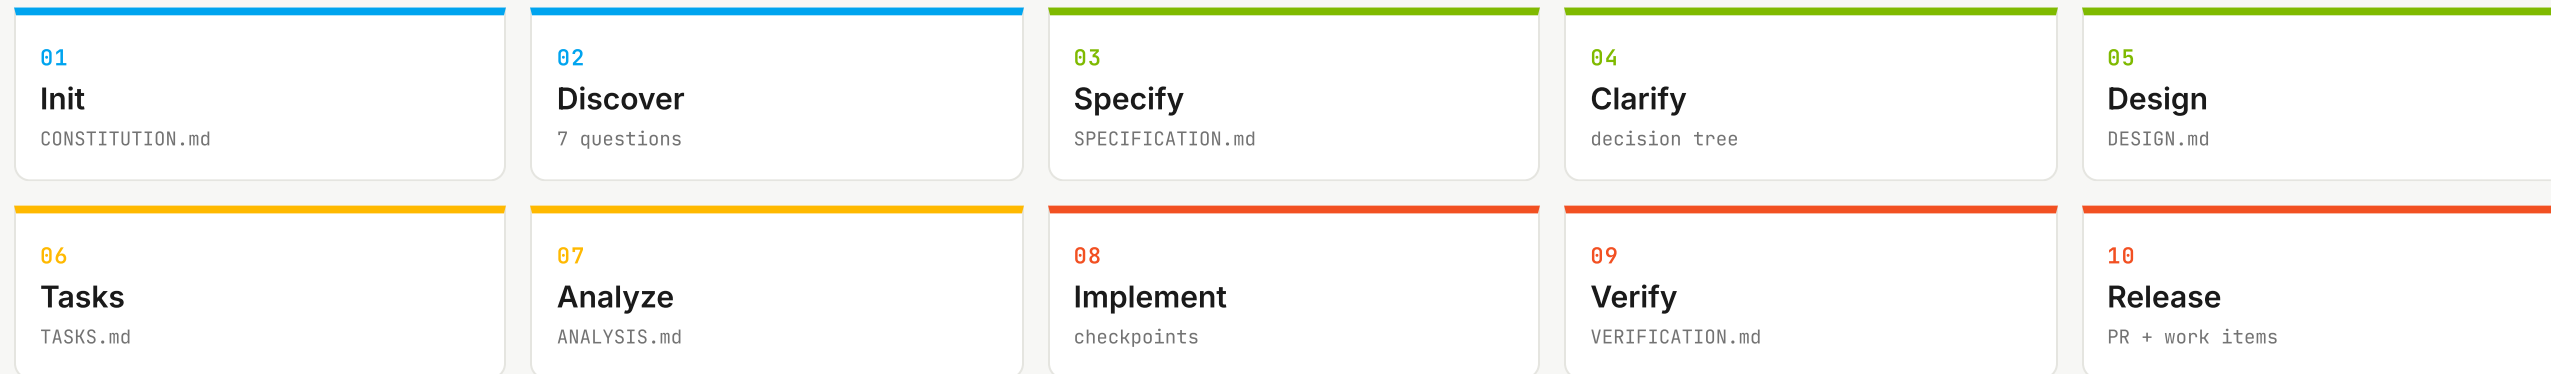 01
Init
CONSTITUTION.md
02
Discover
7 questions
03
Specify
SPECIFICATION.md
04
Clarify
decision tree
05
Design
DESIGN.md
06
Tasks
TASKS.md
07
Analyze
ANALYSIS.md
08
Implement
checkpoints
09
Verify
VERIFICATION.md
10
Release
PR + work items